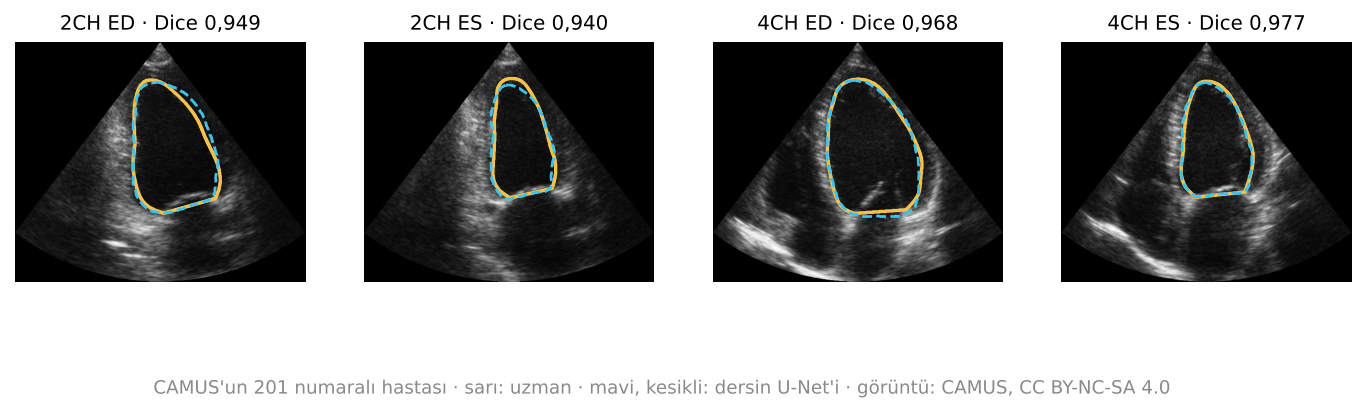 2CH ED · Dice 0,949
2CH ES · Dice 0,940
4CH ED · Dice 0,968
4CH ES · Dice 0,977
CAMUS'un 201 numaralı hastası · sarı: uzman · mavi, kesikli: dersin U-Net'i · görüntü: CAMUS, CC BY-NC-SA 4.0